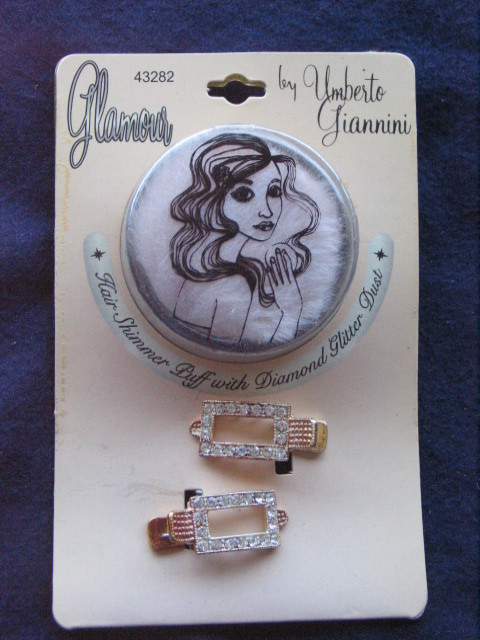 Glamour
43282
by Umberto
Giannini
Hair Shimmer Puff with Diamond Glitter Dust